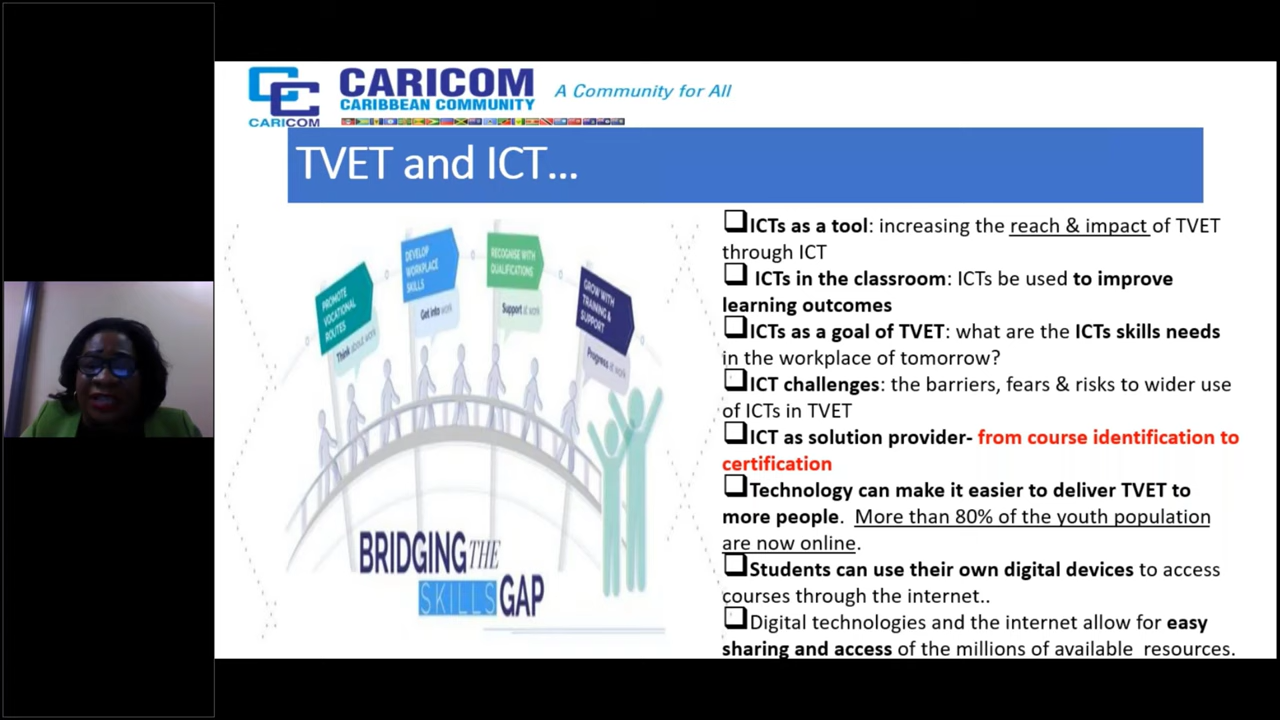 CARICOM
CARICOM
CARIBBEAN COMMUNITY
A Community for All
TVET and ICT...
PROMOTE
VOCATIONAL
ROUTES
Think about work
DEVELOP
WORKPLACE
SKILLS
Get into work
RECOGNISE WITH
QUALIFICATIONS
Support at work
GROW WITH
TRAINING &
SUPPORT
Progress at work
BRIDGING THE
SKILLS GAP
ICTs as a tool: increasing the reach & impact of TVET
through ICT
ICTs in the classroom: ICTs be used to improve
learning outcomes
ICTs as a goal of TVET: what are the ICTs skills needs
in the workplace of tomorrow?
ICT challenges: the barriers, fears & risks to wider use
of ICTs in TVET
ICT as solution provider- from course identification to
certification
Technology can make it easier to deliver TVET to
more people. More than 80% of the youth population
are now online.
Students can use their own digital devices to access
courses through the internet..
Digital technologies and the internet allow for easy
sharing and access of the millions of available resources.